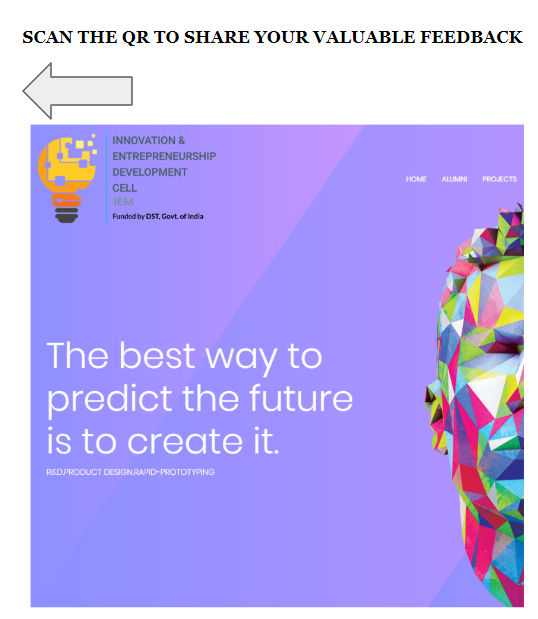 SCAN THE QR TO SHARE YOUR VALUABLE FEEDBACK
INNOVATION &
ENTREPRENEURSHIP
DEVELOPMENT
CELL
IEM
Funded by DST, Govt. of India
HOME ALUMNI PROJECTS
The best way to
predict the future
is to create it.
R&D.PRODUCT DESIGN.RAPID-PROTOTYPING